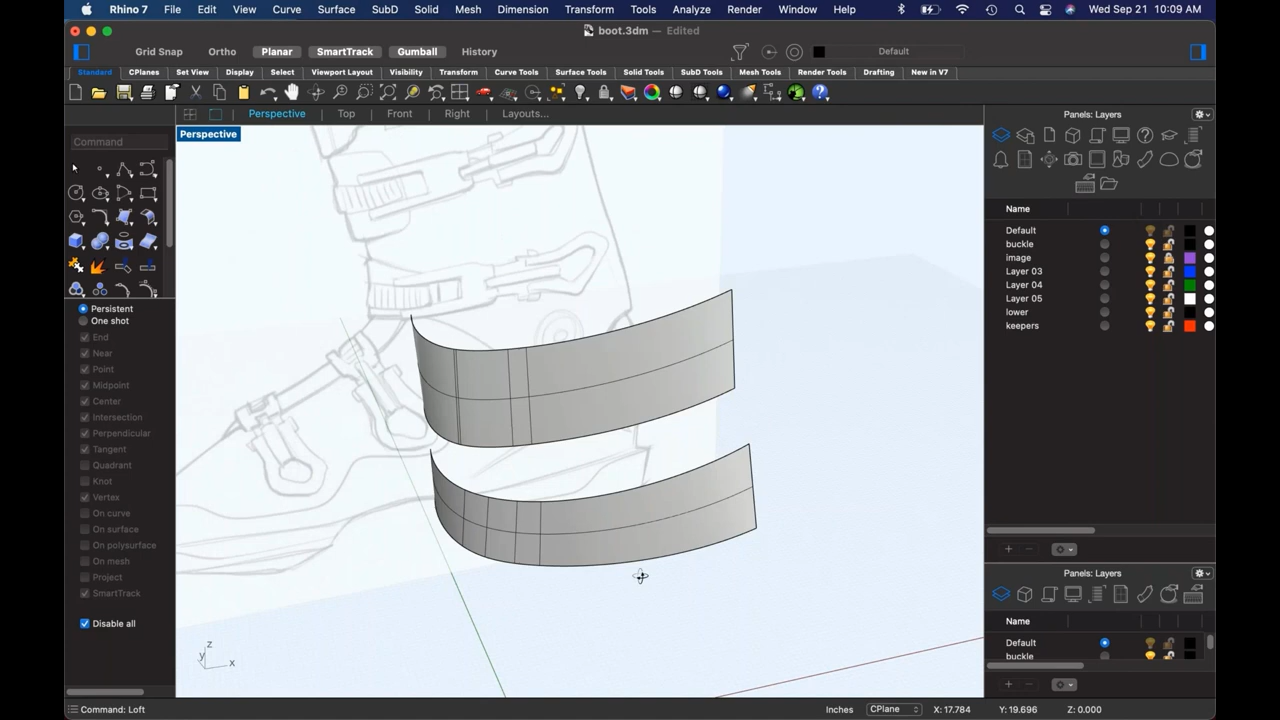 Rhino 7 File Edit View Curve Surface SubD Solid Mesh Dimension Transform Tools Analyze Render Window Help Wed Sep 21 10:09 AM
boot.3dm — Edited
Grid Snap Ortho Planar SmartTrack Gumball History Default
Standard CPlanes Set View Display Select Viewport Layout Visibility Transform Curve Tools Surface Tools Solid Tools SubD Tools Mesh Tools Render Tools Drafting New in V7
Perspective Top Front Right Layouts... Panels: Layers
Perspective
Command
Name
Default
buckle
image
Layer 03
Layer 04
Layer 05
lower
keepers
Persistent
One shot
End
Near
Point
Midpoint
Center
Intersection
Perpendicular
Tangent
Quadrant
Knot
Vertex
On curve
On surface
On polysurface
On mesh
Project
SmartTrack
Disable all
Panels: Layers
Name
Default
buckle
z
y
x
Command: Loft Inches CPlane X: 17.784 Y: 19.696 Z: 0.000